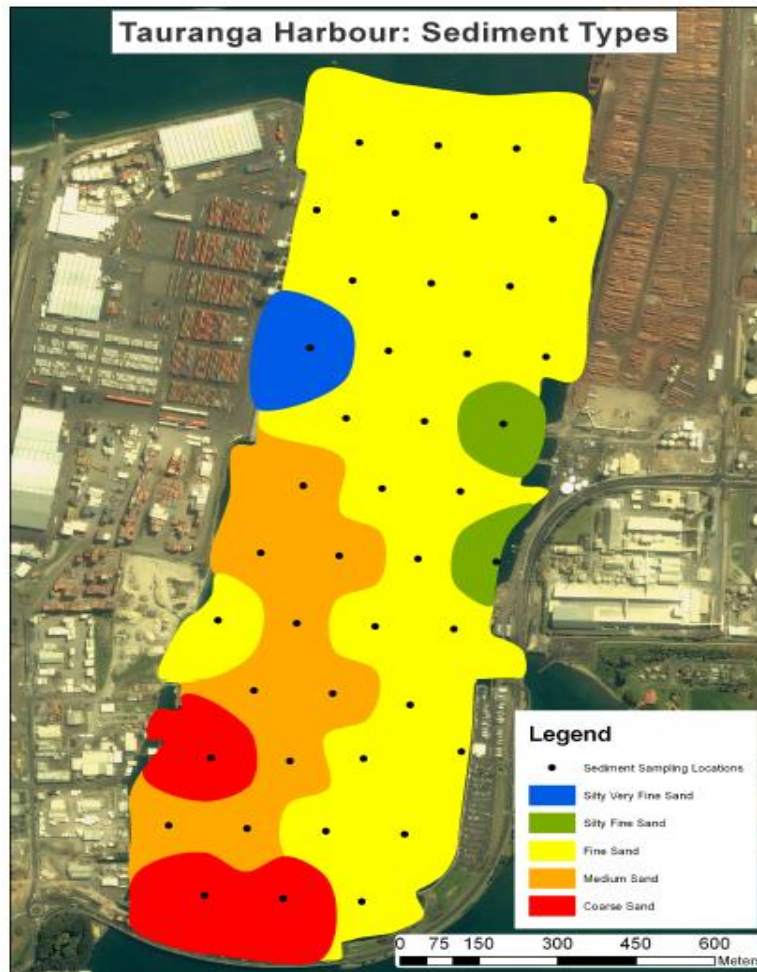 Tauranga Harbour: Sediment Types
Legend
Sediment Sampling Locations
Silty Very Fine Sand
Silty Fine Sand
Fine Sand
Medium Sand
Coarse Sand
0 75 150 300 450 600
Meters